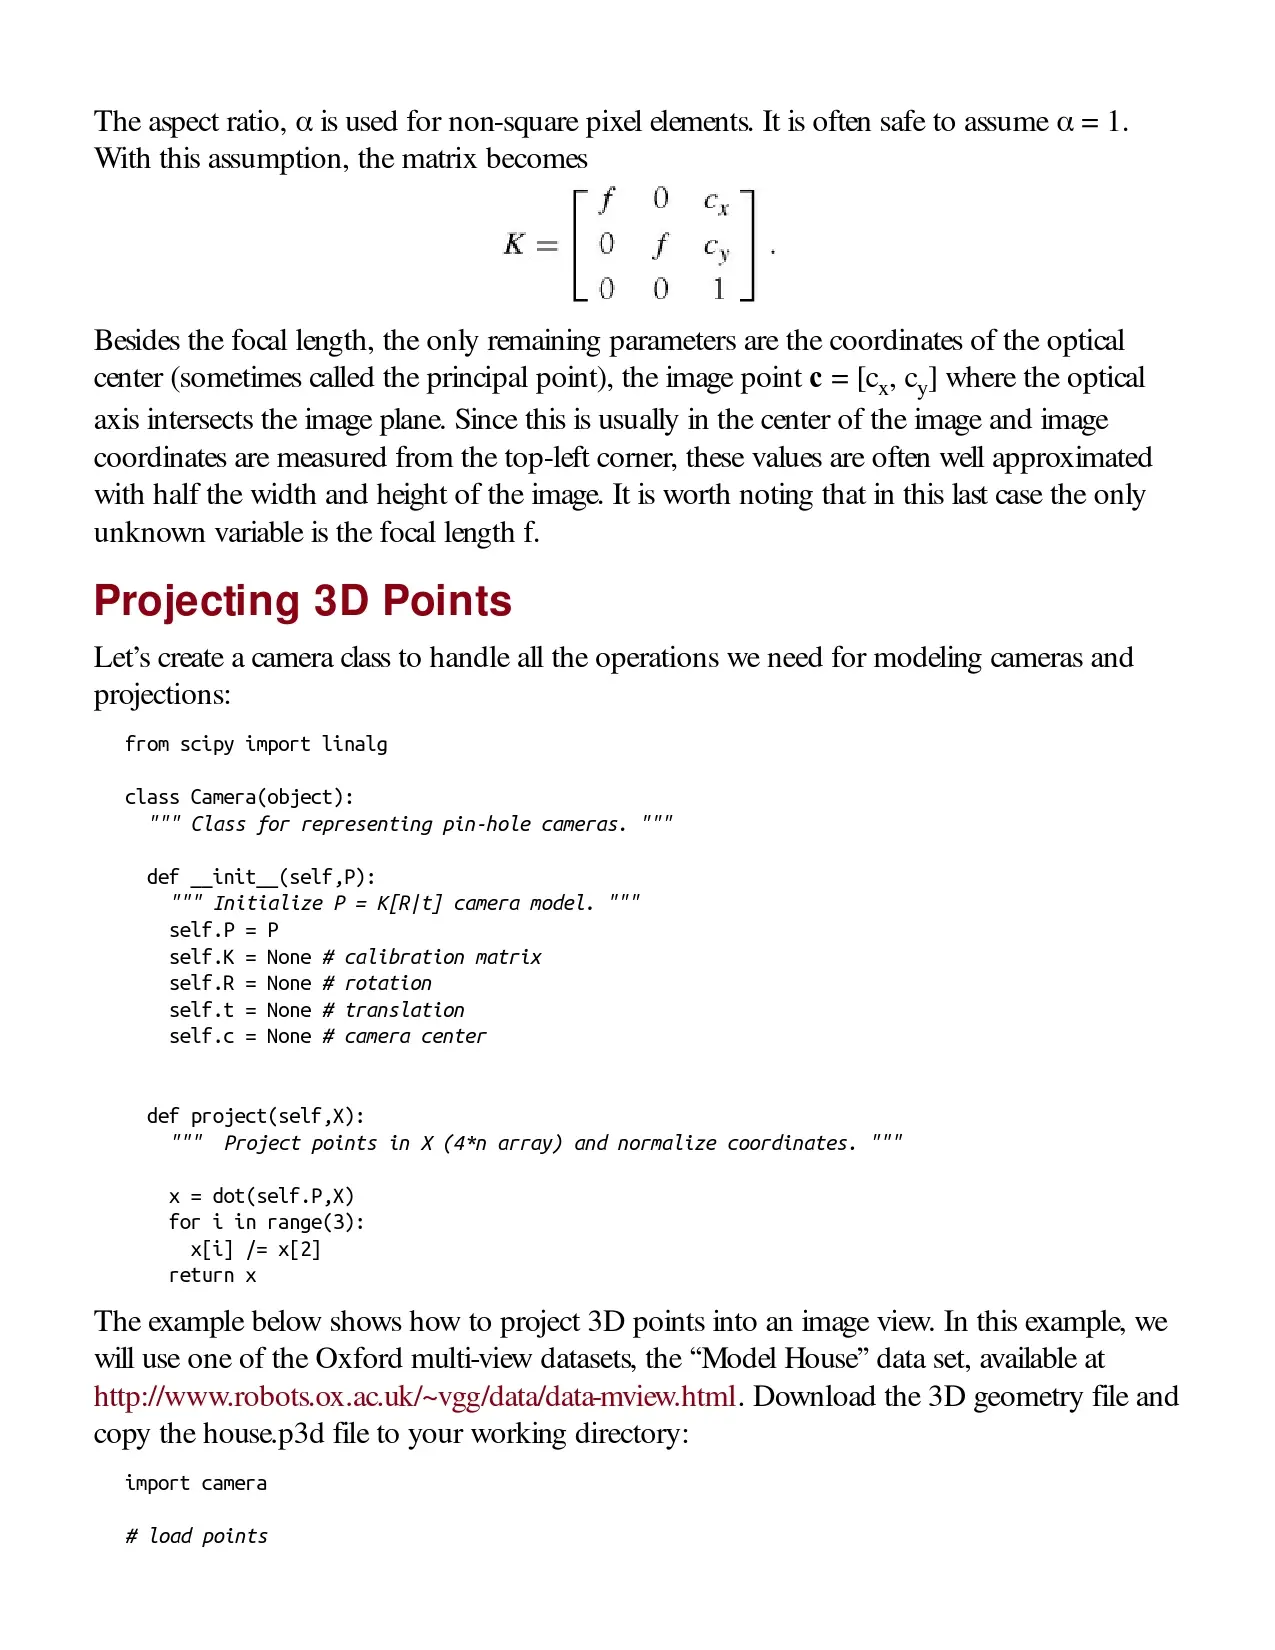 The aspect ratio, α is used for non-square pixel elements. It is often safe to assume α = 1.
With this assumption, the matrix becomes
K = [ f 0 c_x
0 f c_y
0 0 1 ] .
Besides the focal length, the only remaining parameters are the coordinates of the optical
center (sometimes called the principal point), the image point c = [c_x, c_y] where the optical
axis intersects the image plane. Since this is usually in the center of the image and image
coordinates are measured from the top-left corner, these values are often well approximated
with half the width and height of the image. It is worth noting that in this last case the only
unknown variable is the focal length f.
Projecting 3D Points
Let’s create a camera class to handle all the operations we need for modeling cameras and
projections:
from scipy import linalg
class Camera(object):
""" Class for representing pin-hole cameras. """
def __init__(self,P):
""" Initialize P = K[R|t] camera model. """
self.P = P
self.K = None # calibration matrix
self.R = None # rotation
self.t = None # translation
self.c = None # camera center
def project(self,X):
"""  Project points in X (4*n array) and normalize coordinates. """
x = dot(self.P,X)
for i in range(3):
x[i] /= x[2]
return x
The example below shows how to project 3D points into an image view. In this example, we
will use one of the Oxford multi-view datasets, the “Model House” data set, available at
http://www.robots.ox.ac.uk/~vgg/data/data-mview.html. Download the 3D geometry file and
copy the house.p3d file to your working directory:
import camera
# load points